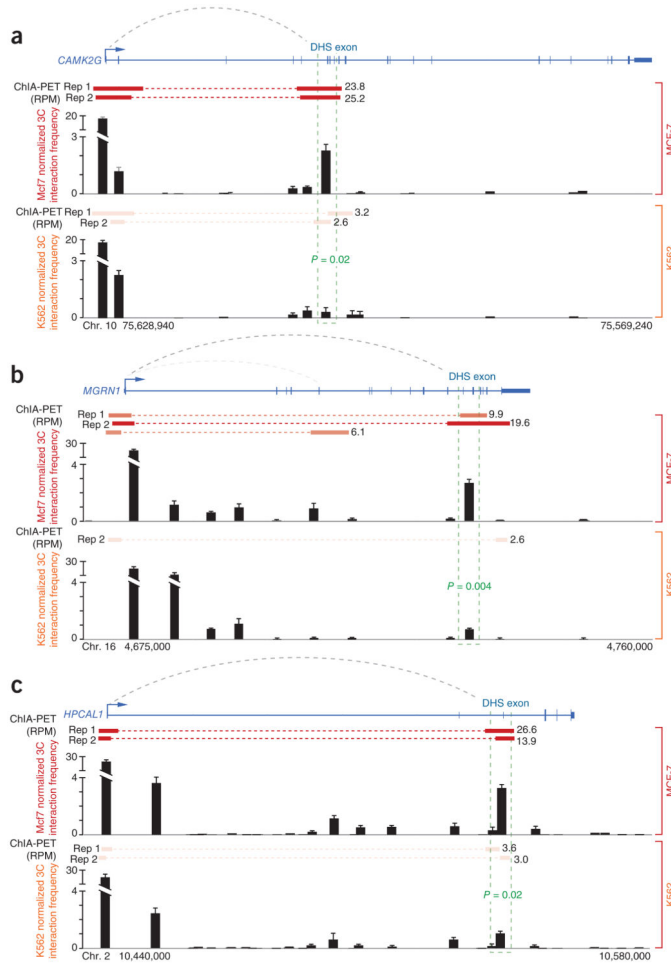 a
DHS exon
CAMK2G
ChIA-PET Rep 1 23.8
(RPM) Rep 2 25.2
Mcf7 normalized 3C
interaction frequency
20
3
0
MCF-7
ChIA-PET Rep 1 3.2
(RPM) Rep 2 2.6
K562 normalized 3C
interaction frequency
20
3
P = 0.02
0
K562
Chr. 10 75,628,940 75,569,240
b
DHS exon
MGRN1
ChIA-PET Rep 1 9.9
(RPM) Rep 2 19.6
6.1
Mcf7 normalized 3C
interaction frequency
30
4
0
MCF-7
ChIA-PET
(RPM) Rep 2 2.6
K562 normalized 3C
interaction frequency
30
4
P = 0.004
0
K562
Chr. 16 4,675,000 4,760,000
c
DHS exon
HPCAL1
ChIA-PET
(RPM) Rep 1 26.6
Rep 2 13.9
Mcf7 normalized 3C
interaction frequency
30
4
0
MCF-7
ChIA-PET
(RPM) Rep 1 3.6
Rep 2 3.0
K562 normalized 3C
interaction frequency
30
4
P = 0.02
0
K562
Chr. 2 10,440,000 10,580,000